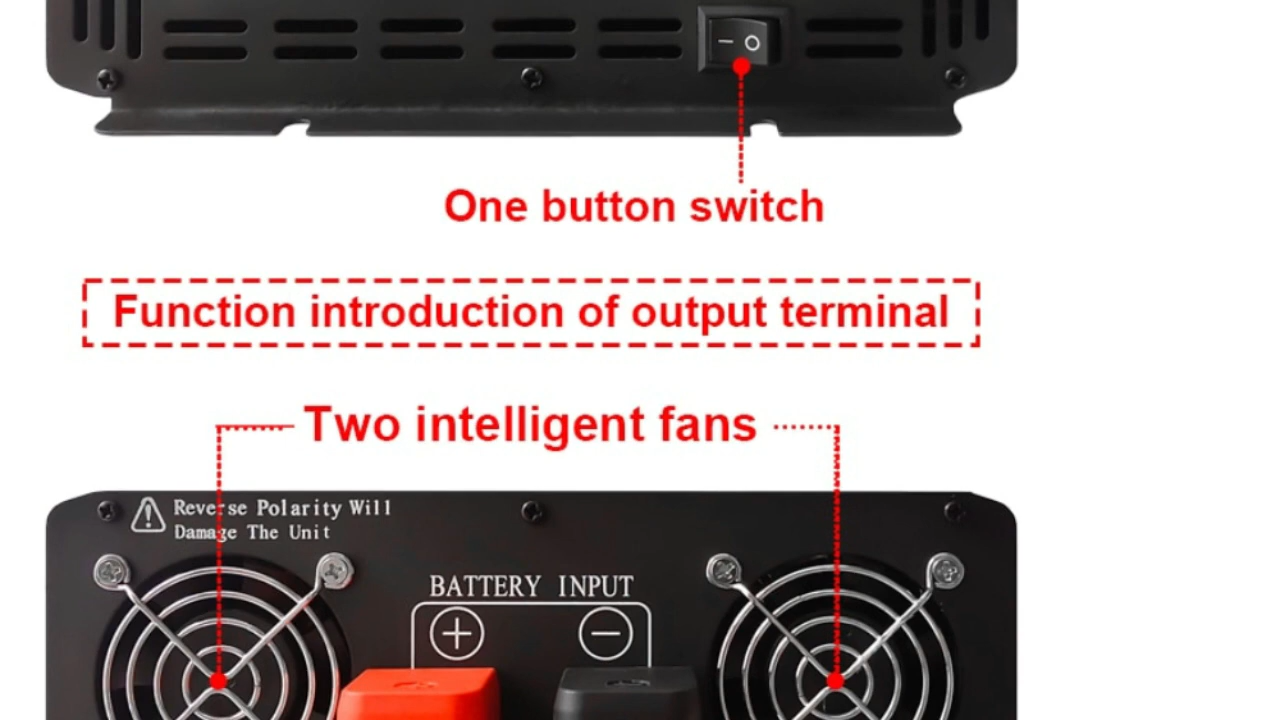 One button switch
Function introduction of output terminal
Two intelligent fans
Reverse Polarity Will
Damage The Unit
BATTERY INPUT